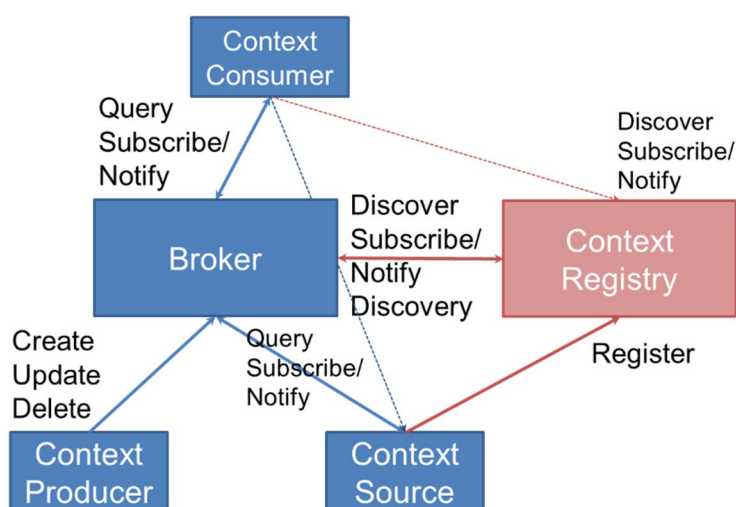 Context
Consumer
Query
Subscribe/
Notify
Discover
Subscribe/
Notify
Broker
Discover
Subscribe/
Notify
Discovery
Context
Registry
Create
Update
Delete
Query
Subscribe/
Notify
Register
Context
Producer
Context
Source